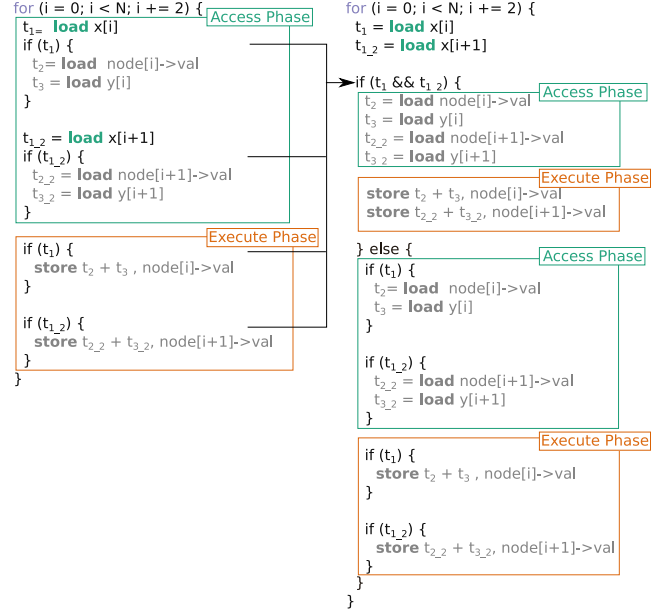 for (i = 0; i < N; i += 2) {
Access Phase
t1= load x[i]
if (t1) {
t2= load node[i]->val
t3 = load y[i]
}
t1_2 = load x[i+1]
if (t1_2) {
t2_2 = load node[i+1]->val
t3_2 = load y[i+1]
}
Execute Phase
if (t1) {
store t2 + t3 , node[i]->val
}
if (t1_2) {
store t2_2 + t3_2, node[i+1]->val
}
}
for (i = 0; i < N; i += 2) {
t1 = load x[i]
t1_2 = load x[i+1]
if (t1 && t1_2) {
Access Phase
t2 = load node[i]->val
t3 = load y[i]
t2_2 = load node[i+1]->val
t3_2 = load y[i+1]
Execute Phase
store t2 + t3, node[i]->val
store t2_2 + t3_2, node[i+1]->val
} else {
Access Phase
if (t1) {
t2= load node[i]->val
t3 = load y[i]
}
if (t1_2) {
t2_2 = load node[i+1]->val
t3_2 = load y[i+1]
}
Execute Phase
if (t1) {
store t2 + t3 , node[i]->val
}
if (t1_2) {
store t2_2 + t3_2, node[i+1]->val
}
}
}